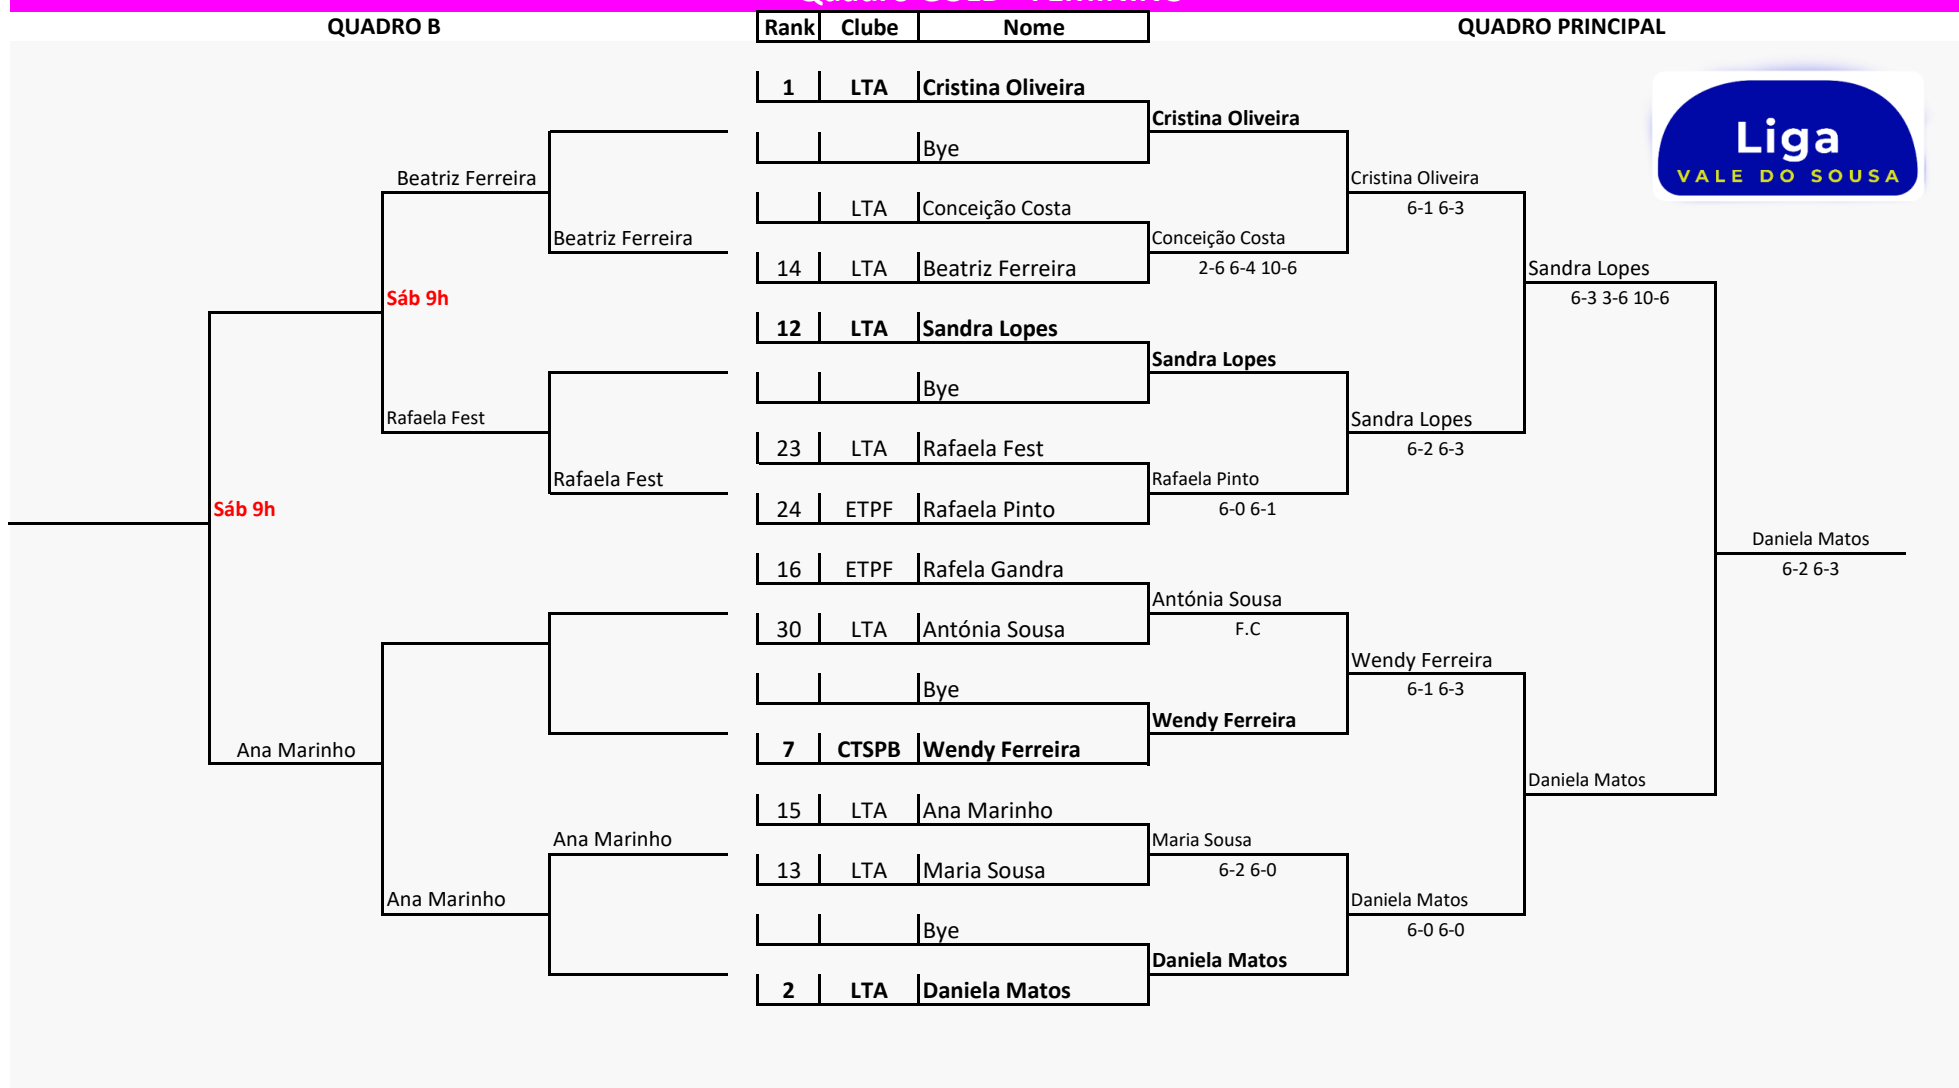 QUADRO B
Rank Clube Nome
QUADRO PRINCIPAL
1 LTA Cristina Oliveira
Cristina Oliveira
Bye
Liga
VALE DO SOUSA
Beatriz Ferreira
Cristina Oliveira
6-1 6-3
LTA Conceição Costa
Beatriz Ferreira
Conceição Costa
2-6 6-4 10-6
14 LTA Beatriz Ferreira
Sandra Lopes
6-3 3-6 10-6
Sáb 9h
12 LTA Sandra Lopes
Sandra Lopes
Bye
Rafaela Fest
Sandra Lopes
6-2 6-3
23 LTA Rafaela Fest
Rafaela Fest
Rafaela Pinto
6-0 6-1
Sáb 9h
24 ETPF Rafaela Pinto
Daniela Matos
6-2 6-3
16 ETPF Rafela Gandra
Antónia Sousa
F.C
30 LTA Antónia Sousa
Wendy Ferreira
6-1 6-3
Bye
Wendy Ferreira
Ana Marinho
7 CTSPB Wendy Ferreira
Daniela Matos
15 LTA Ana Marinho
Ana Marinho
Maria Sousa
6-2 6-0
13 LTA Maria Sousa
Ana Marinho
Daniela Matos
6-0 6-0
Bye
Daniela Matos
2 LTA Daniela Matos